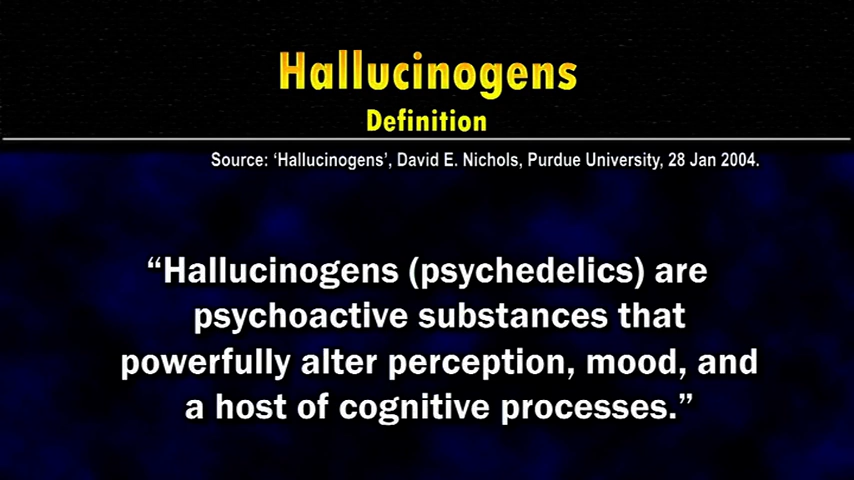 Hallucinogens
Definition
Source: ‘Hallucinogens’, David E. Nichols, Purdue University, 28 Jan 2004.
“Hallucinogens (psychedelics) are
psychoactive substances that
powerfully alter perception, mood, and
a host of cognitive processes.”